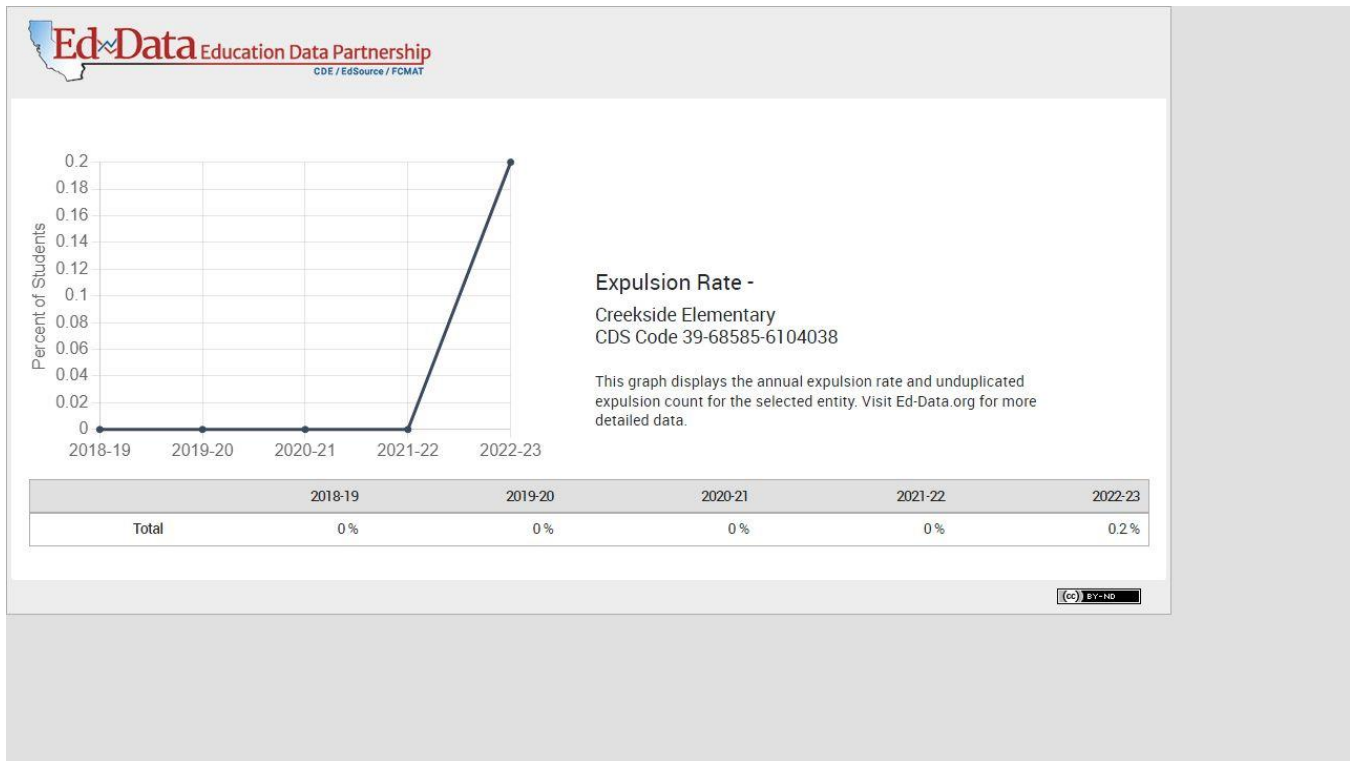 Ed Data Education Data Partnership
CDE / EdSource / FCMAT
Percent of Students
0.2
0.18
0.16
0.14
0.12
0.1
0.08
0.06
0.04
0.02
0
2018-19 2019-20 2020-21 2021-22 2022-23
Expulsion Rate -
Creekside Elementary
CDS Code 39-68585-6104038
This graph displays the annual expulsion rate and unduplicated
expulsion count for the selected entity. Visit Ed-Data.org for more
detailed data.
2018-19 2019-20 2020-21 2021-22 2022-23
Total 0 % 0 % 0 % 0 % 0.2 %
(cc) BY-ND